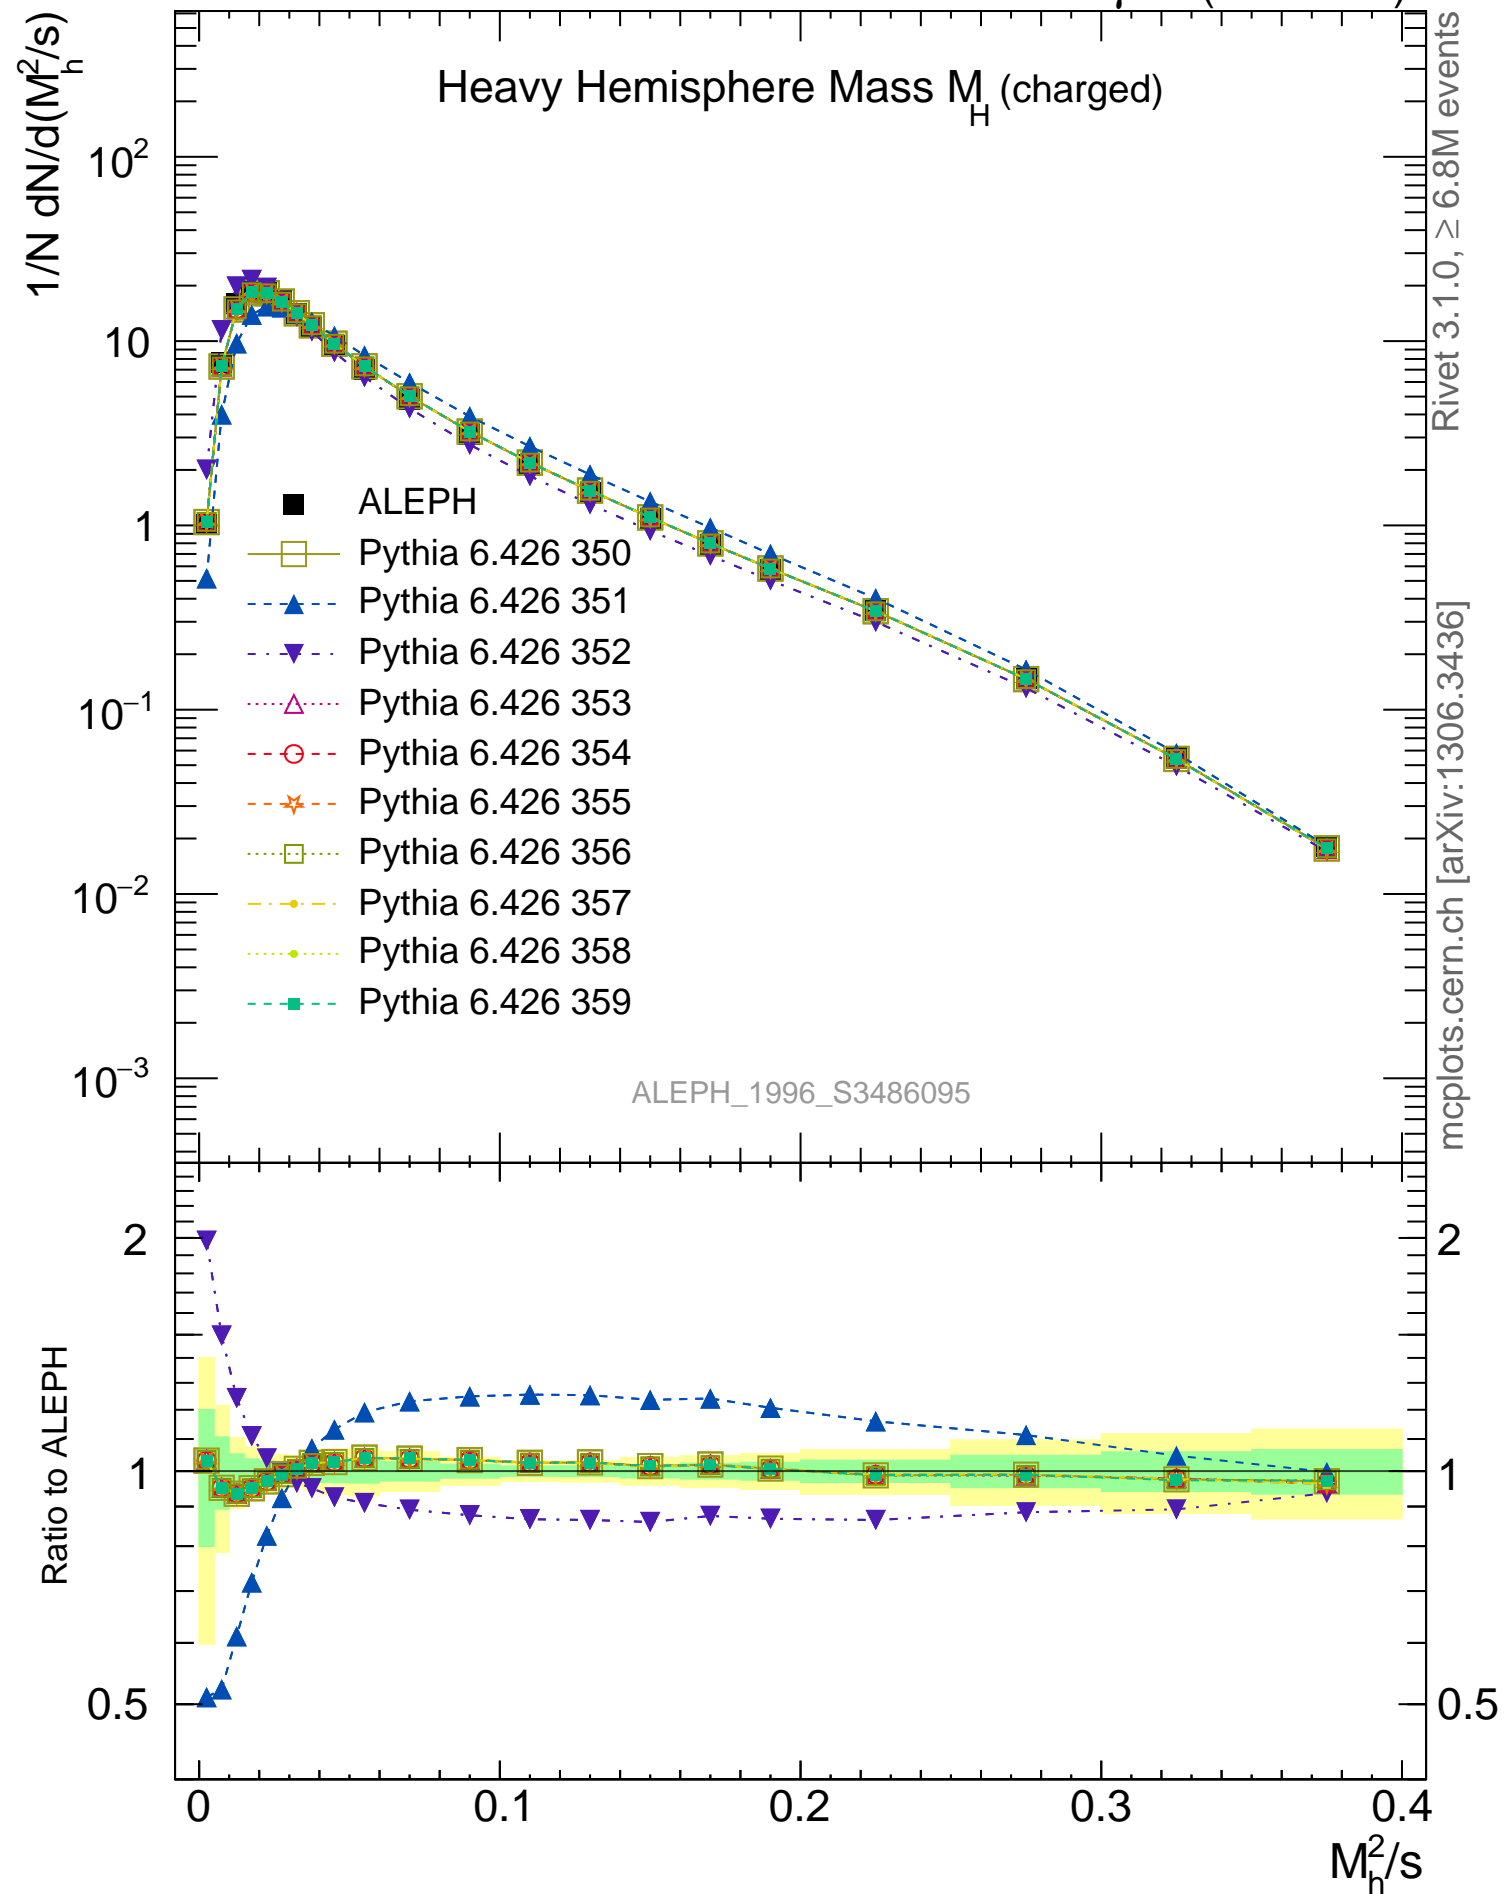 Heavy Hemisphere Mass M_H (charged)
1/N dN/d(M_h^2/s)
10^2
10
1
10^−1
10^−2
10^−3
ALEPH
Pythia 6.426 350
Pythia 6.426 351
Pythia 6.426 352
Pythia 6.426 353
Pythia 6.426 354
Pythia 6.426 355
Pythia 6.426 356
Pythia 6.426 357
Pythia 6.426 358
Pythia 6.426 359
ALEPH_1996_S3486095
Rivet 3.1.0, ≥ 6.8M events
mcplots.cern.ch [arXiv:1306.3436]
Ratio to ALEPH
2
1
0.5
2
1
0.5
0 0.1 0.2 0.3 0.4
M_h^2/s